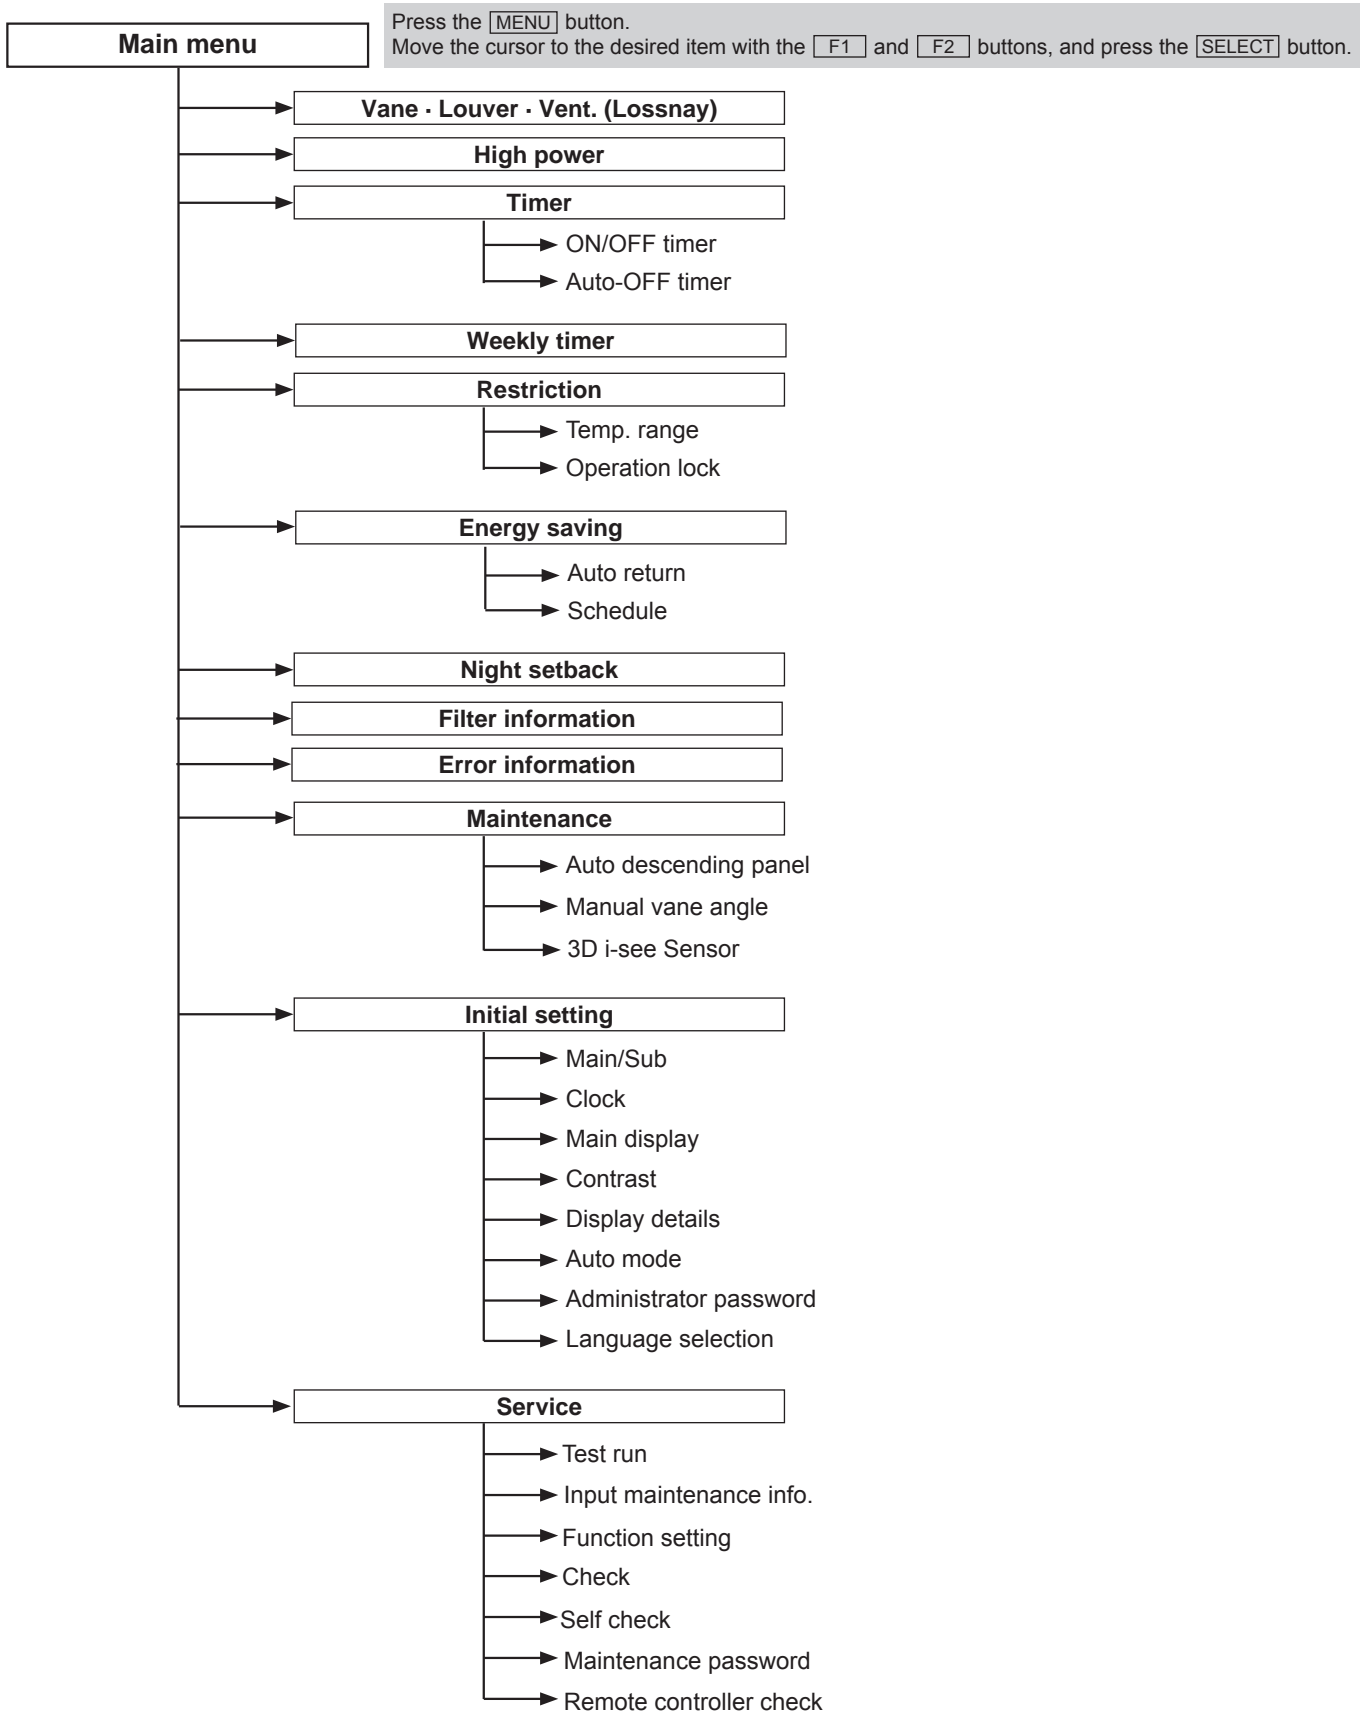 Main menu
Press the MENU button.
Move the cursor to the desired item with the F1 and F2 buttons, and press the SELECT button.
Vane · Louver · Vent. (Lossnay)
High power
Timer
ON/OFF timer
Auto-OFF timer
Weekly timer
Restriction
Temp. range
Operation lock
Energy saving
Auto return
Schedule
Night setback
Filter information
Error information
Maintenance
Auto descending panel
Manual vane angle
3D i-see Sensor
Initial setting
Main/Sub
Clock
Main display
Contrast
Display details
Auto mode
Administrator password
Language selection
Service
Test run
Input maintenance info.
Function setting
Check
Self check
Maintenance password
Remote controller check